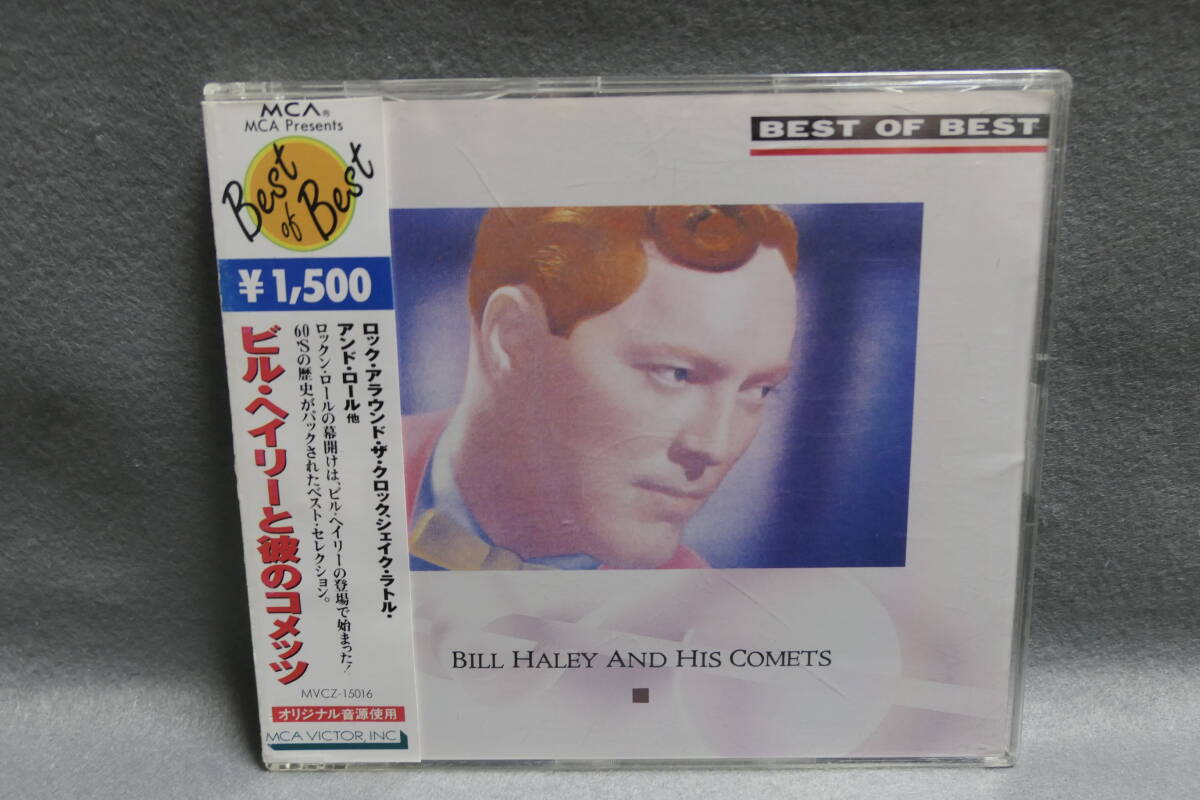 MCA®
MCA Presents
Best
of Best
¥1,500
ロック・アラウンド・ザ・クロック、シェイク・ラトル・
アンド・ロール他
ロックン・ロールの幕開けは、ビル・ヘイリーの登場で始まった!
60'Sの歴史がパックされたベスト・セレクション。
ビル・ヘイリーと彼のコメッツ
MVCZ-15016
オリジナル音源使用
MCA VICTOR, INC
BEST OF BEST
BILL HALEY AND HIS COMETS